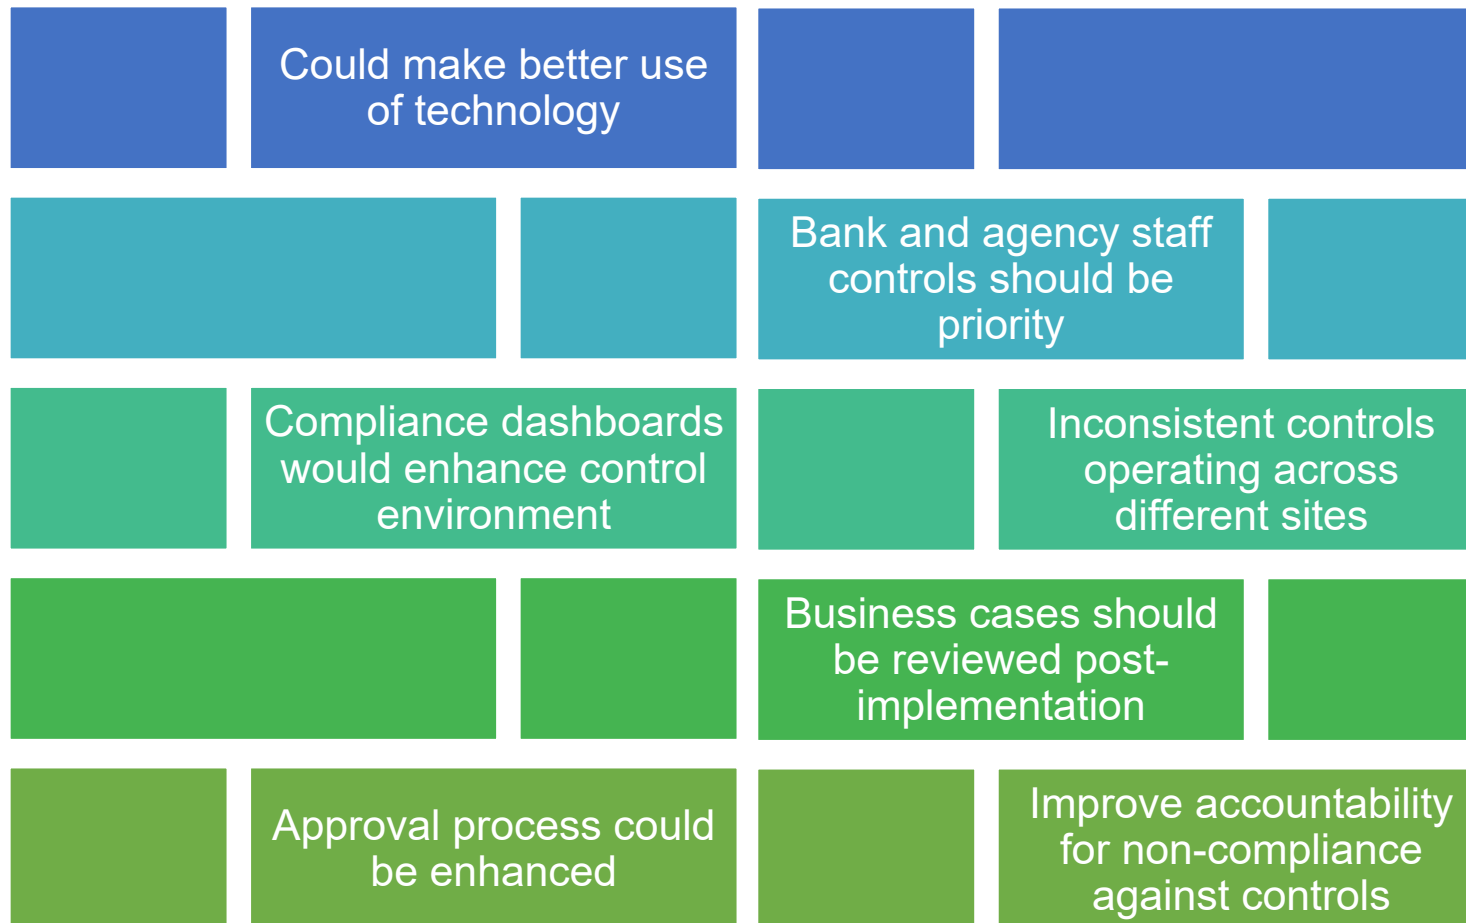 Could make better use
of technology
Bank and agency staff
controls should be
priority
Compliance dashboards
would enhance control
environment
Inconsistent controls
operating across
different sites
Business cases should
be reviewed post-
implementation
Approval process could
be enhanced
Improve accountability
for non-compliance
against controls